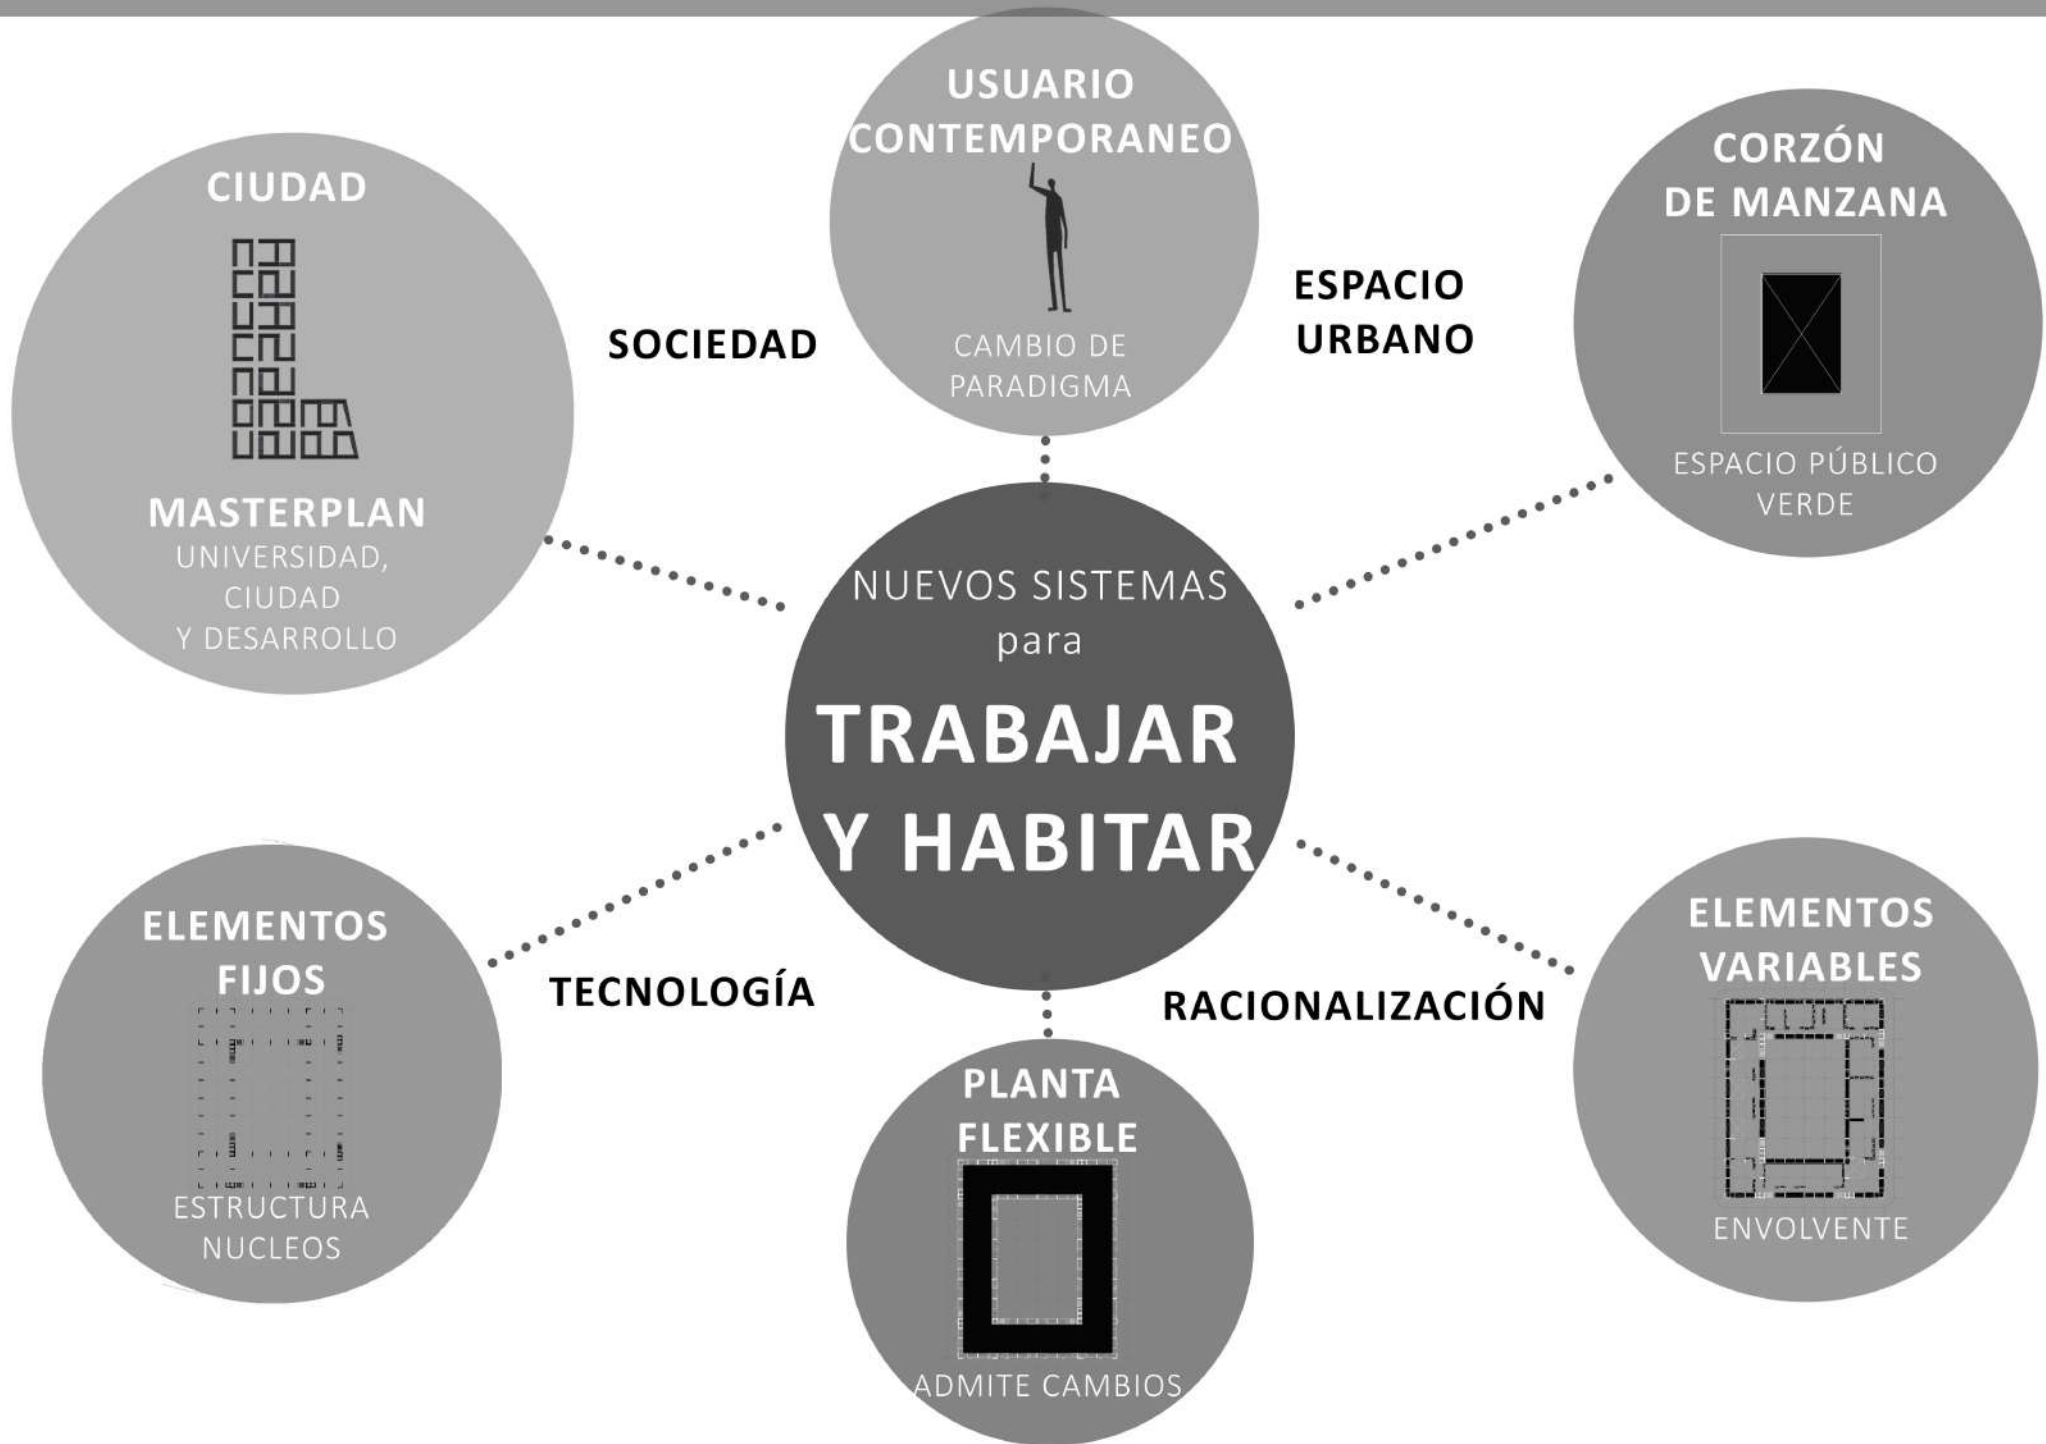 USUARIO
CONTEMPORANEO
CAMBIO DE
PARADIGMA
CIUDAD
MASTERPLAN
UNIVERSIDAD,
CIUDAD
Y DESARROLLO
SOCIEDAD
ESPACIO
URBANO
CORZÓN
DE MANZANA
ESPACIO PÚBLICO
VERDE
NUEVOS SISTEMAS
para
TRABAJAR
Y HABITAR
ELEMENTOS
FIJOS
ESTRUCTURA
NUCLEOS
TECNOLOGÍA
RACIONALIZACIÓN
PLANTA
FLEXIBLE
ADMITE CAMBIOS
ELEMENTOS
VARIABLES
ENVOLVENTE